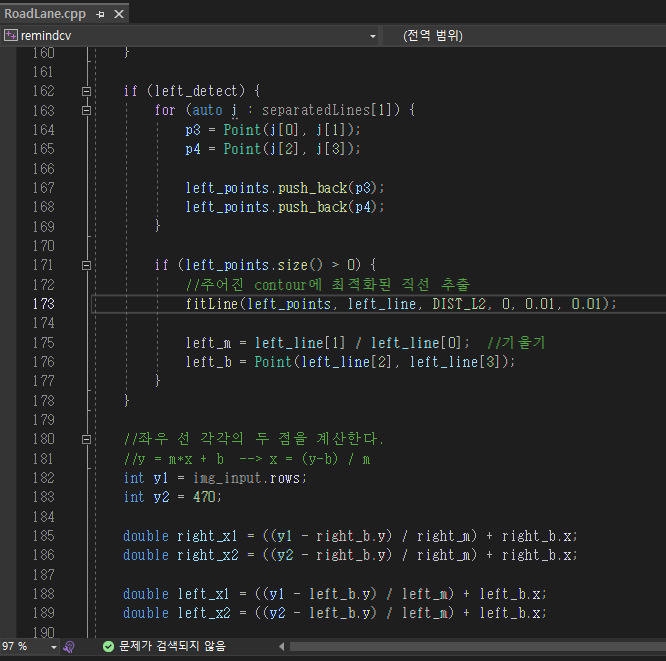 RoadLane.cpp
remindcv (전역 범위)
160 }
161
162 if (left_detect) {
163 for (auto j : separatedLines[1]) {
164 p3 = Point(j[0], j[1]);
165 p4 = Point(j[2], j[3]);
166
167 left_points.push_back(p3);
168 left_points.push_back(p4);
169 }
170
171 if (left_points.size() > 0) {
172 //주어진 contour에 최적화된 직선 추출
173 fitLine(left_points, left_line, DIST_L2, 0, 0.01, 0.01);
174
175 left_m = left_line[1] / left_line[0]; //기울기
176 left_b = Point(left_line[2], left_line[3]);
177 }
178 }
179
180 //좌우 선 각각의 두 점을 계산한다.
181 //y = m*x + b --> x = (y-b) / m
182 int y1 = img_input.rows;
183 int y2 = 470;
184
185 double right_x1 = ((y1 - right_b.y) / right_m) + right_b.x;
186 double right_x2 = ((y2 - right_b.y) / right_m) + right_b.x;
187
188 double left_x1 = ((y1 - left_b.y) / left_m) + left_b.x;
189 double left_x2 = ((y2 - left_b.y) / left_m) + left_b.x;
190
97 % 문제가 검색되지 않음